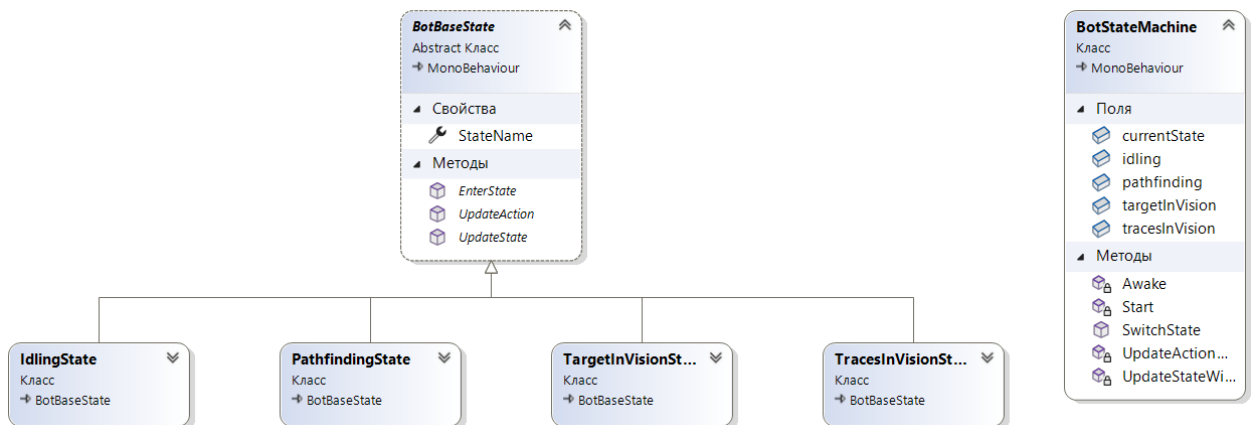 BotBaseState
Abstract Класс
MonoBehaviour
Свойства
StateName
Методы
EnterState
UpdateAction
UpdateState
BotStateMachine
Класс
MonoBehaviour
Поля
currentState
idling
pathfinding
targetInVision
tracesInVision
Методы
Awake
Start
SwitchState
UpdateAction...
UpdateStateWi...
IdlingState
Класс
BotBaseState
PathfindingState
Класс
BotBaseState
TargetInVisionSt...
Класс
BotBaseState
TracesInVisionSt...
Класс
BotBaseState